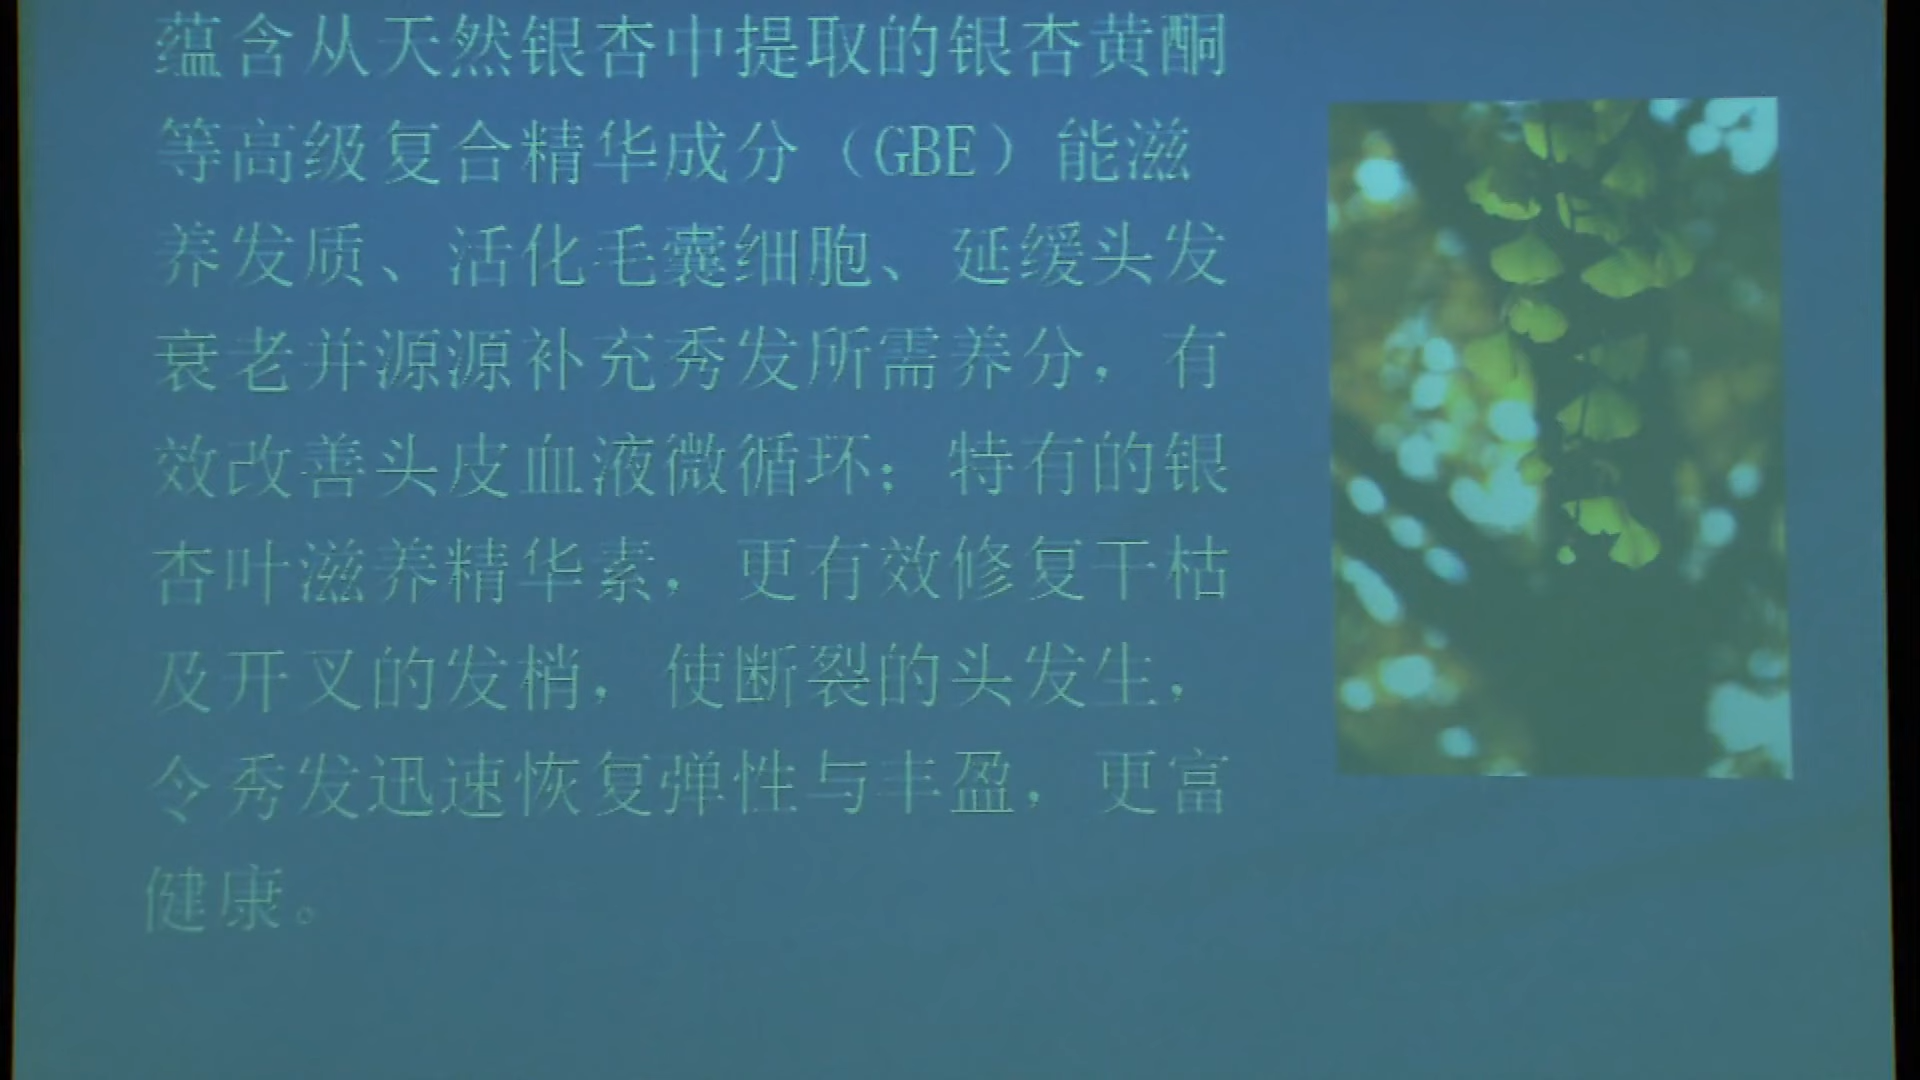 蕴含从天然银杏中提取的银杏黄酮
等高级复合精华成分（GBE）能滋
养发质、活化毛囊细胞、延缓头发
衰老并源源补充秀发所需养分，有
效改善头皮血液微循环；特有的银
杏叶滋养精华素，更有效修复干枯
及开叉的发梢，使断裂的头发生，
令秀发迅速恢复弹性与丰盈，更富
健康。